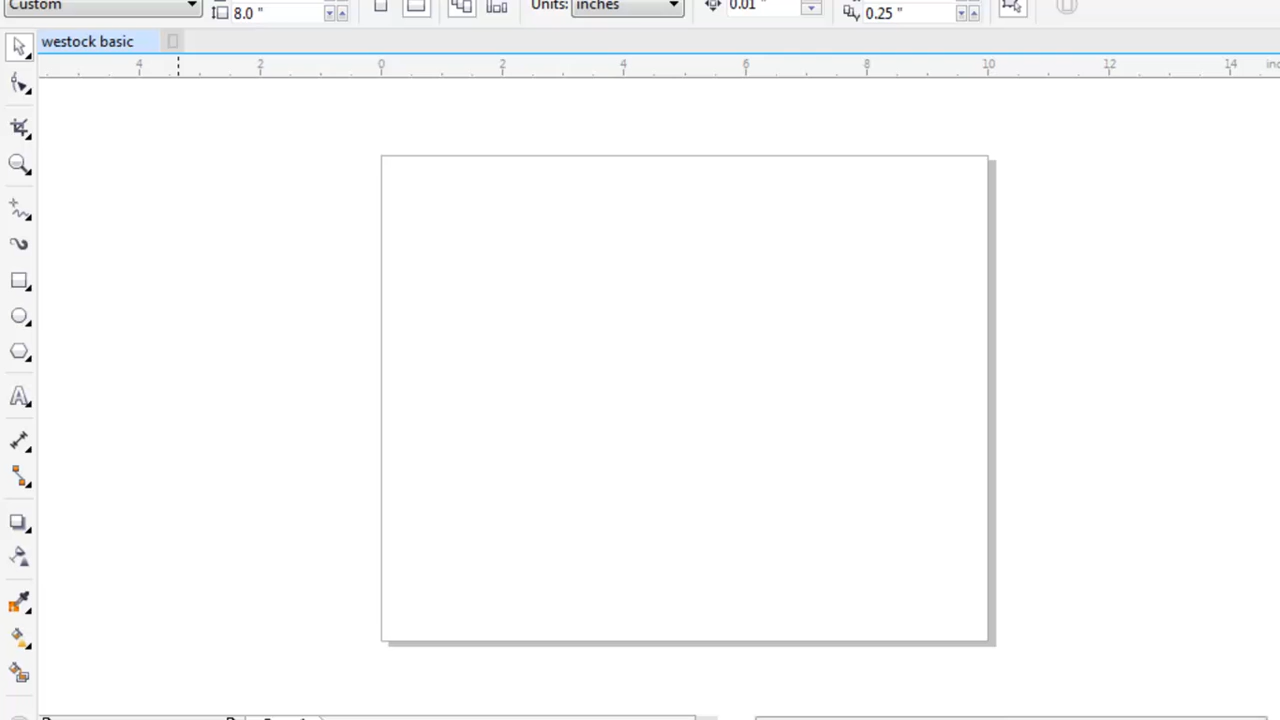 Custom
8.0 "
Units: inches
0.01 "
0.25 "
westock basic
4 2 0 2 4 6 8 10 12 14